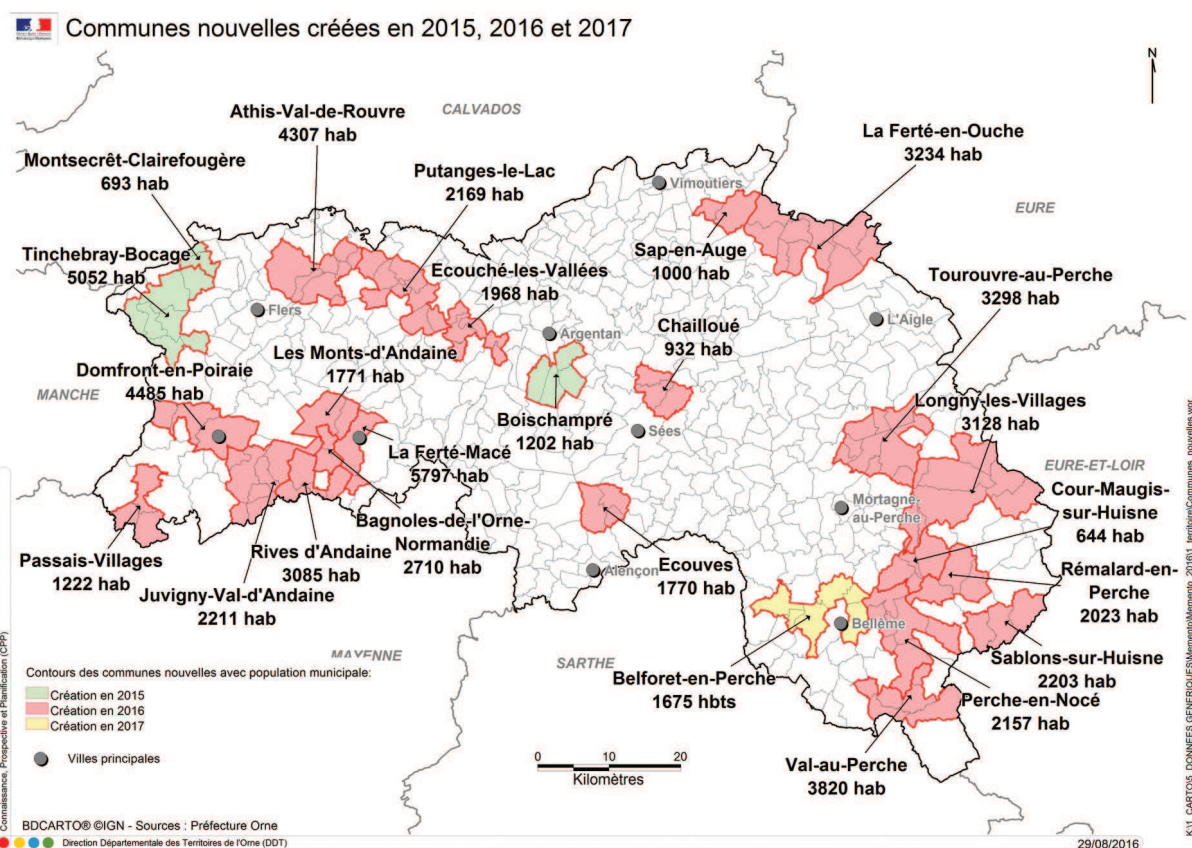 Communes nouvelles créées en 2015, 2016 et 2017
N
CALVADOS
Athis-Val-de-Rouvre
4307 hab
La Ferté-en-Ouche
3234 hab
Montsecrêt-Clairefougère
693 hab
Putanges-le-Lac
2169 hab
Vimoutiers
EURE
Tinchebray-Bocage
5052 hab
Ecouché-les-Vallées
1968 hab
Sap-en-Auge
1000 hab
Tourouvre-au-Perche
3298 hab
Flers
Argentan
Chailloué
932 hab
L'Aigle
Les Monts-d'Andaine
1771 hab
Domfront-en-Poiraie
4485 hab
MANCHE
Boischampré
1202 hab
Sées
Longny-les-Villages
3128 hab
La Ferté-Macé
5797 hab
EURE-ET-LOIR
Mortagne-
au-Perche
Cour-Maugis-
sur-Huisne
644 hab
Bagnoles-de-l'Orne-
Normandie
2710 hab
Passais-Villages
1222 hab
Rives d'Andaine
3085 hab
Juvigny-Val-d'Andaine
2211 hab
Alençon
Ecouves
1770 hab
Rémalard-en-
Perche
2023 hab
Bellême
MAYENNE
SARTHE
Belforet-en-Perche
1675 hbts
Sablons-sur-Huisne
2203 hab
Perche-en-Nocé
2157 hab
Val-au-Perche
3820 hab
Contours des communes nouvelles avec population municipale:
Création en 2015
Création en 2016
Création en 2017
Villes principales
0 10 20
Kilomètres
BDCARTO® ©IGN - Sources : Préfecture Orne
Direction Départementale des Territoires de l'Orne (DDT)
29/08/2016
Connaissance, Prospective et Planification (CPP)